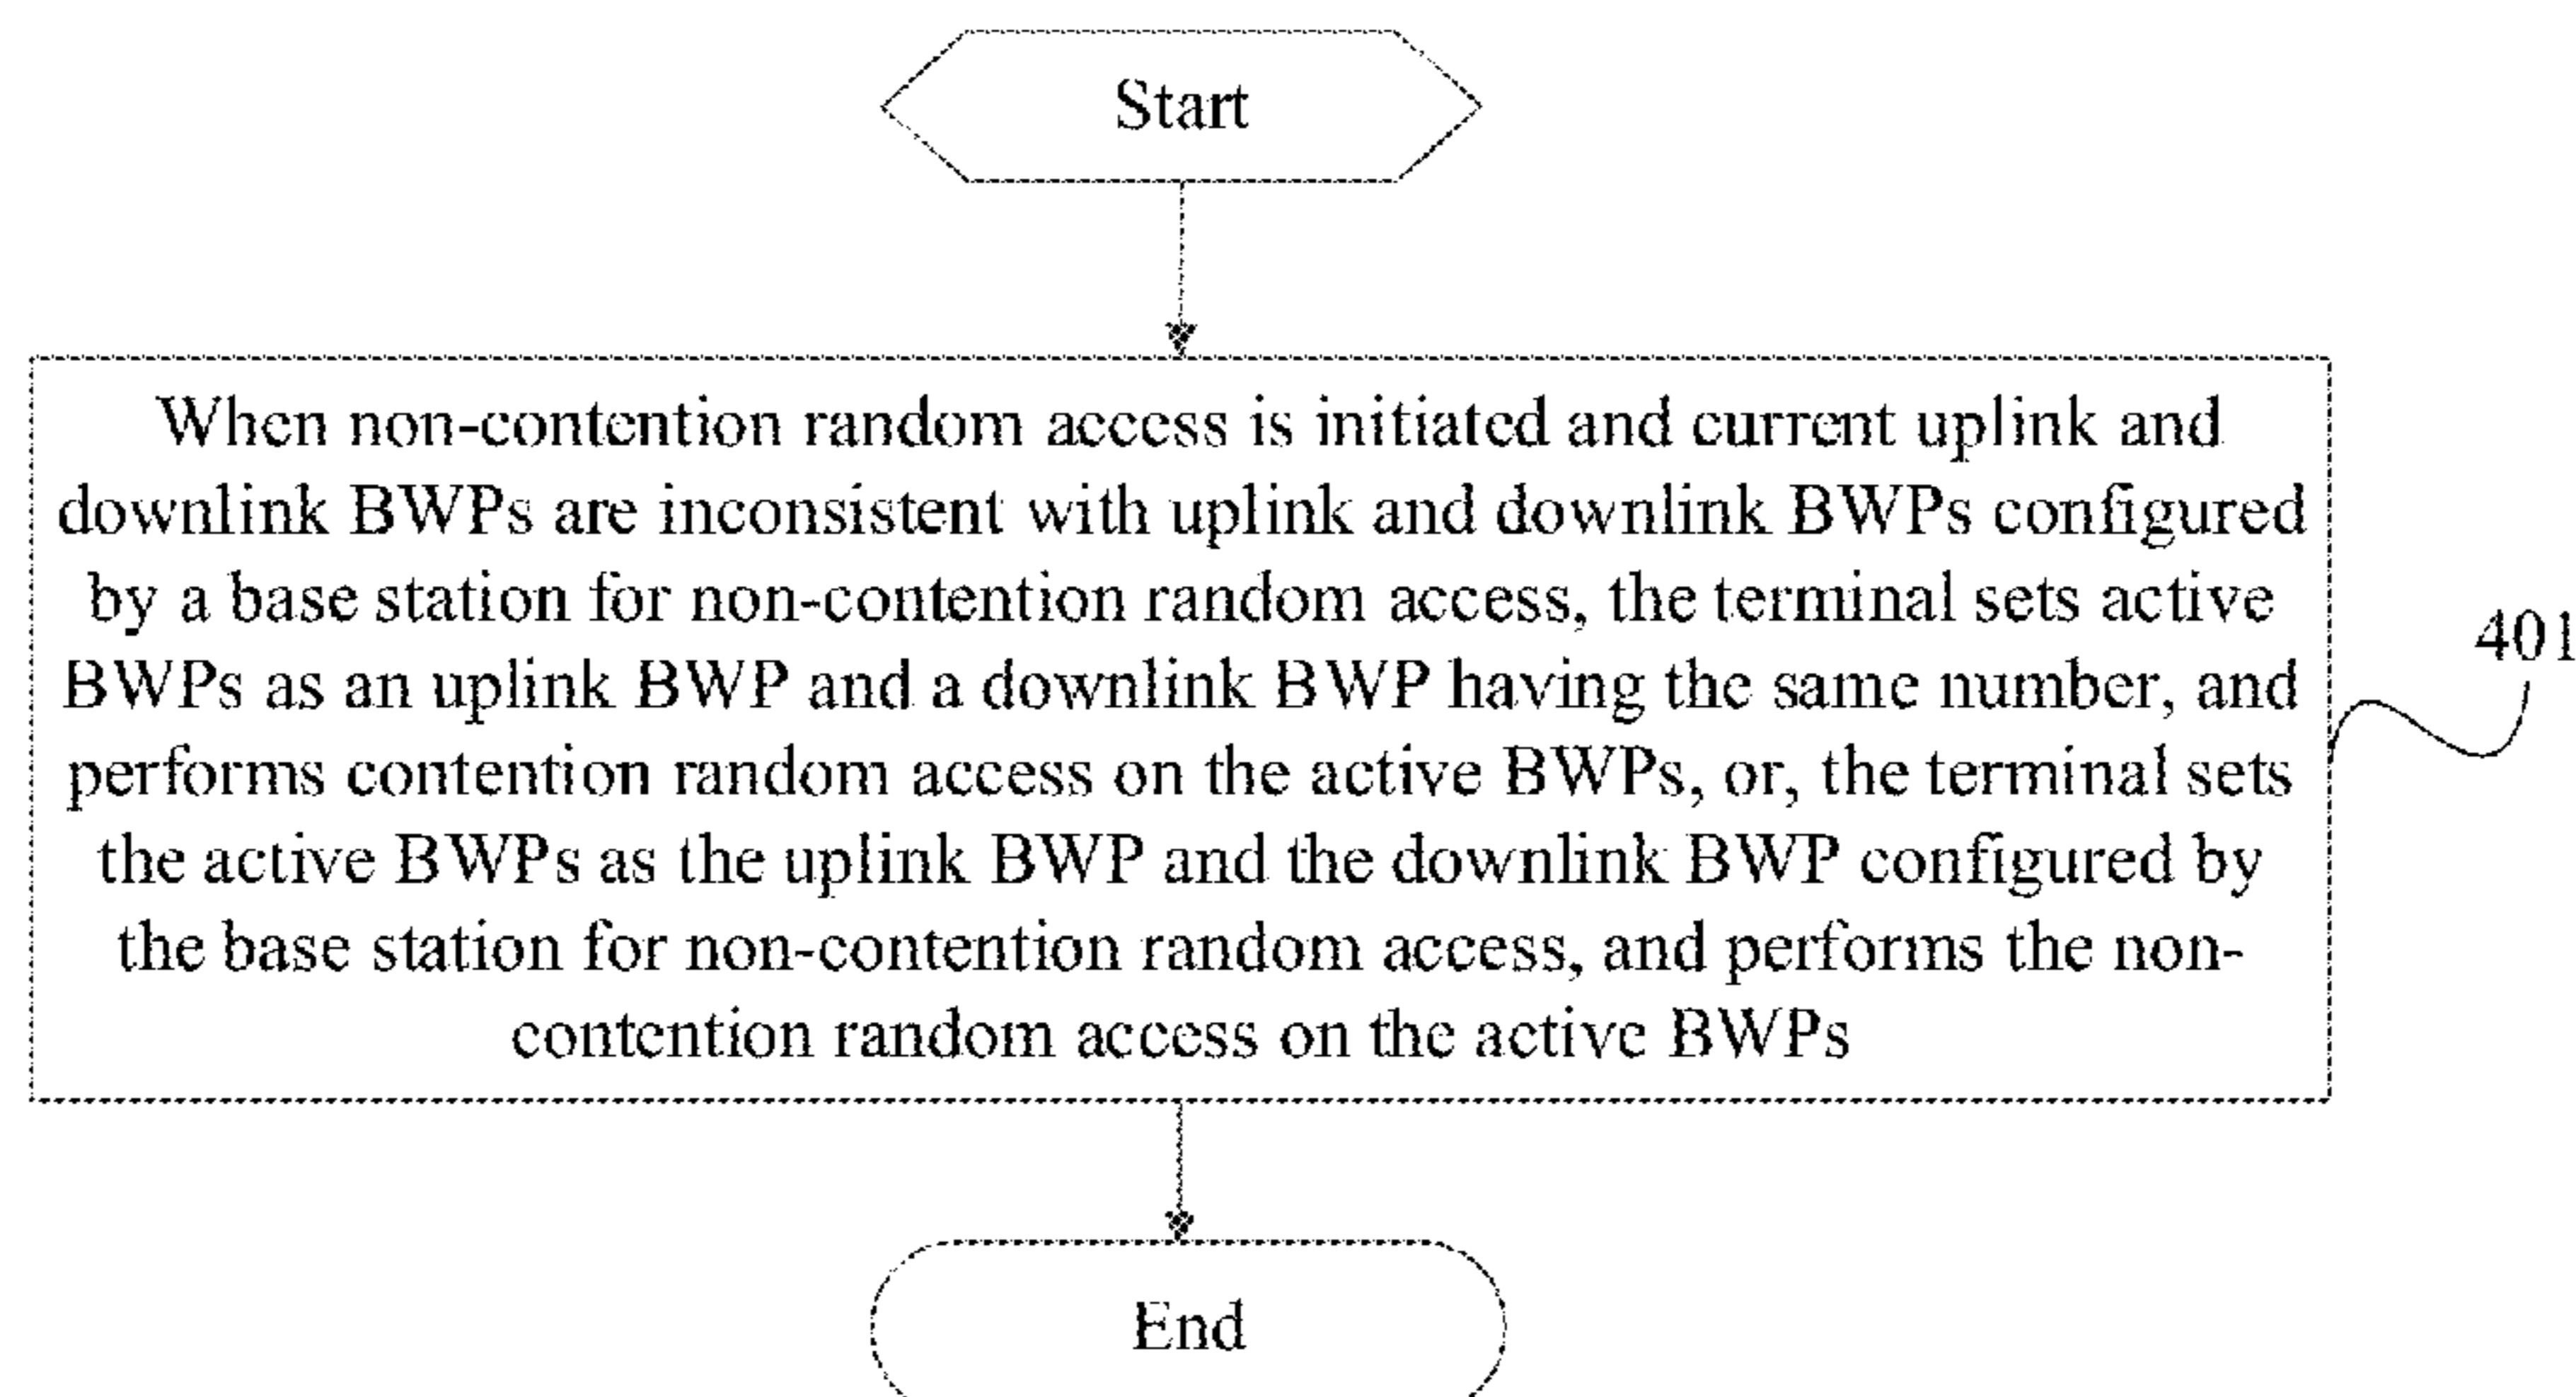 Start
When non-contention random access is initiated and current uplink and
downlink BWPs are inconsistent with uplink and downlink BWPs configured
by a base station for non-contention random access, the terminal sets active
BWPs as an uplink BWP and a downlink BWP having the same number, and
performs contention random access on the active BWPs, or, the terminal sets
the active BWPs as the uplink BWP and the downlink BWP configured by
the base station for non-contention random access, and performs the non-
contention random access on the active BWPs
401
End